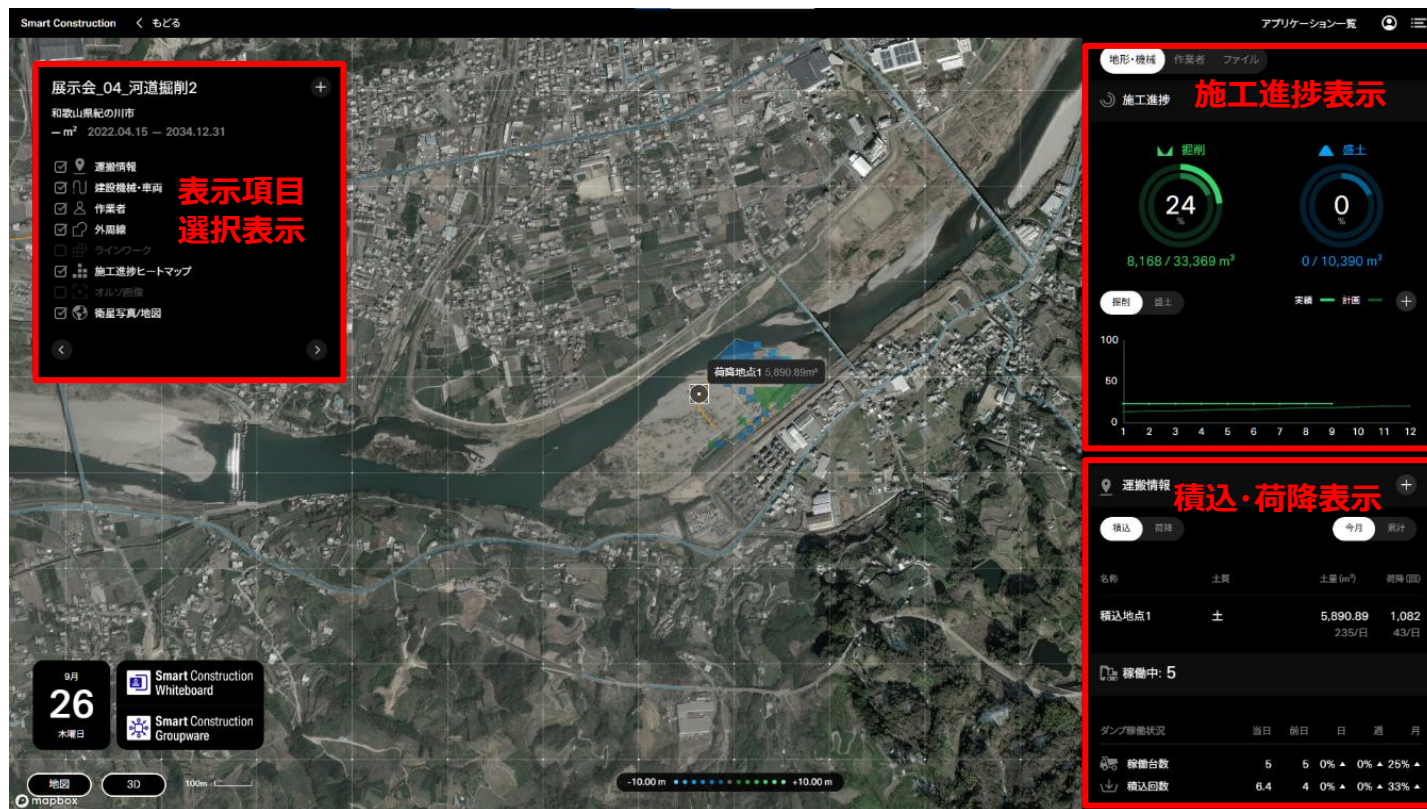 Smart Construction く もどる
アプリケーション一覧
展示会_04_河道掘削2
和歌山県紀の川市
— m² 2022.04.15 — 2034.12.31
運搬情報
建設機械・車両
作業者
外周線
ラインワーク
施工進捗ヒートマップ
オルソ画像
衛星写真/地図
表示項目
選択表示
荷降地点1 5,890.89m³
9月
26
木曜日
Smart Construction
Whiteboard
Smart Construction
Groupware
地図 3D 100m
mapbox
-10.00 m +10.00 m
地形・機械 作業者 ファイル
施工進捗
施工進捗表示
掘削 盛土
24 0
% %
8,168 / 33,369 m³ 0 / 10,390 m³
掘削 盛土 実績 計画
100
50
0
1 2 3 4 5 6 7 8 9 10 11 12
運搬情報
積込・荷降表示
積込 荷降 今月 累計
名称 土質 土量(m³) 荷降(回)
積込地点1 土 5,890.89 1,082
235/日 43/日
稼働中: 5
ダンプ稼働状況 当日 前日 日 週 月
稼働台数 5 5 0% ▲ 0% ▲ 25% ▲
積込回数 6.4 4 0% ▲ 0% ▲ 33% ▲